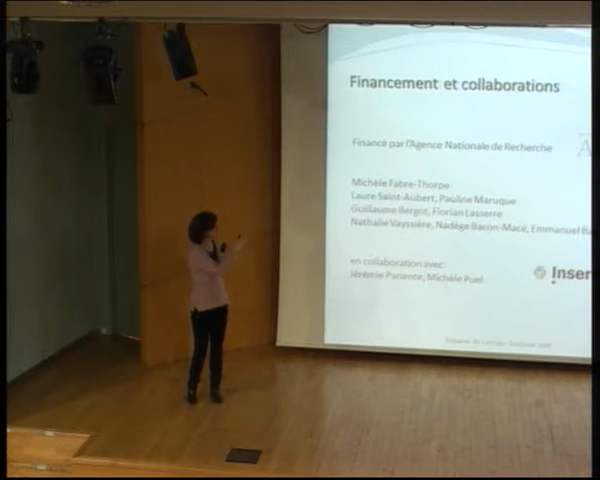 Financement et collaborations
Financé par l'Agence Nationale de Recherche
A
Michèle Fabre-Thorpe
Laure Saint-Aubert, Pauline Maruque
Guillaume Bergot, Florian Lasserre
Nathalie Vayssière, Nadège Bacon-Macé, Emmanuel Ba
en collaboration avec:
Jérémie Pariente, Michèle Puel
Inser